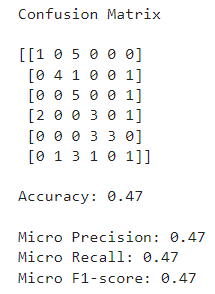 Confusion Matrix
[[1 0 5 0 0 0]
[0 4 1 0 0 1]
[0 0 5 0 0 1]
[2 0 0 3 0 1]
[0 0 0 3 3 0]
[0 1 3 1 0 1]]
Accuracy: 0.47
Micro Precision: 0.47
Micro Recall: 0.47
Micro F1-score: 0.47